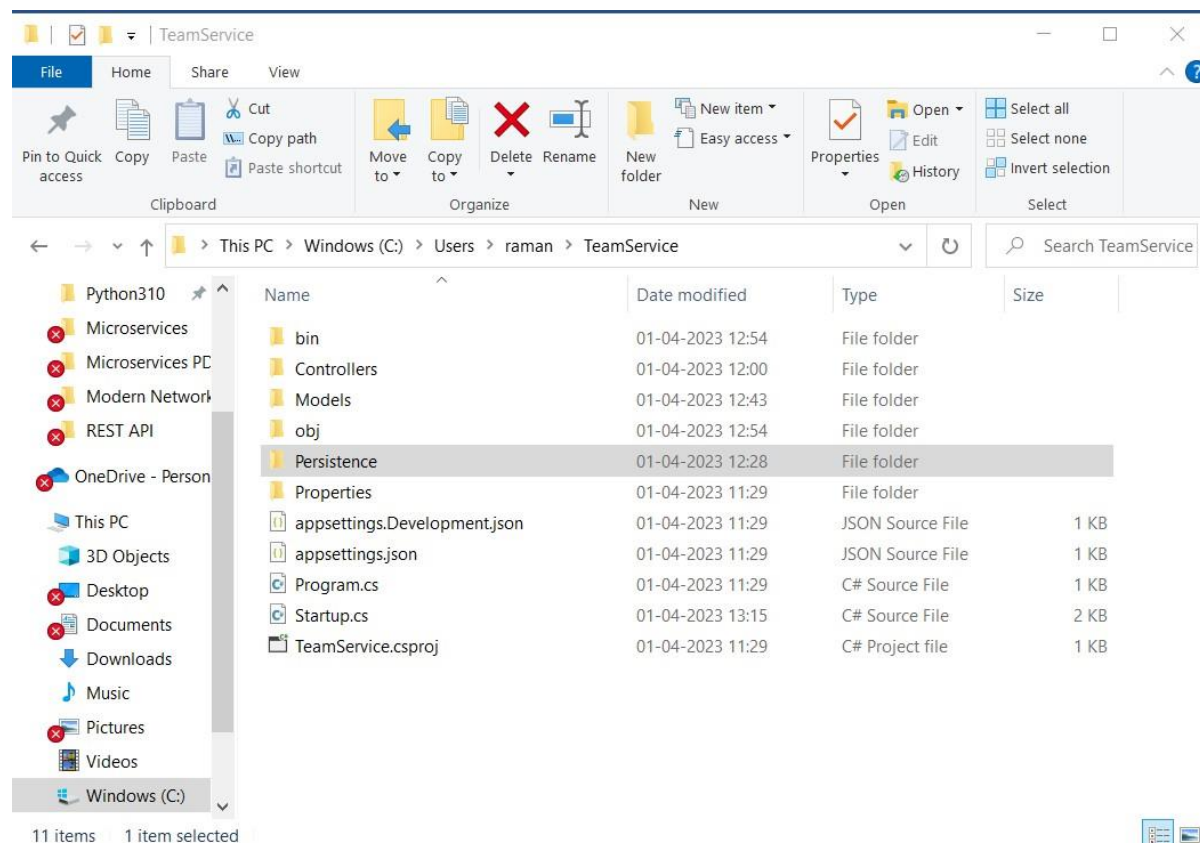 TeamService
File Home Share View
Pin to Quick access
Copy
Paste
Cut
Copy path
Paste shortcut
Move to
Copy to
Delete
Rename
New folder
New item
Easy access
Properties
Open
Edit
History
Select all
Select none
Invert selection
Clipboard Organize New Open Select
This PC > Windows (C:) > Users > raman > TeamService
Search TeamService
Python310
Microservices
Microservices PD
Modern Network
REST API
OneDrive - Person
This PC
3D Objects
Desktop
Documents
Downloads
Music
Pictures
Videos
Windows (C:)
Name Date modified Type Size
bin 01-04-2023 12:54 File folder
Controllers 01-04-2023 12:00 File folder
Models 01-04-2023 12:43 File folder
obj 01-04-2023 12:54 File folder
Persistence 01-04-2023 12:28 File folder
Properties 01-04-2023 11:29 File folder
appsettings.Development.json 01-04-2023 11:29 JSON Source File 1 KB
appsettings.json 01-04-2023 11:29 JSON Source File 1 KB
Program.cs 01-04-2023 11:29 C# Source File 1 KB
Startup.cs 01-04-2023 13:15 C# Source File 2 KB
TeamService.csproj 01-04-2023 11:29 C# Project file 1 KB
11 items 1 item selected